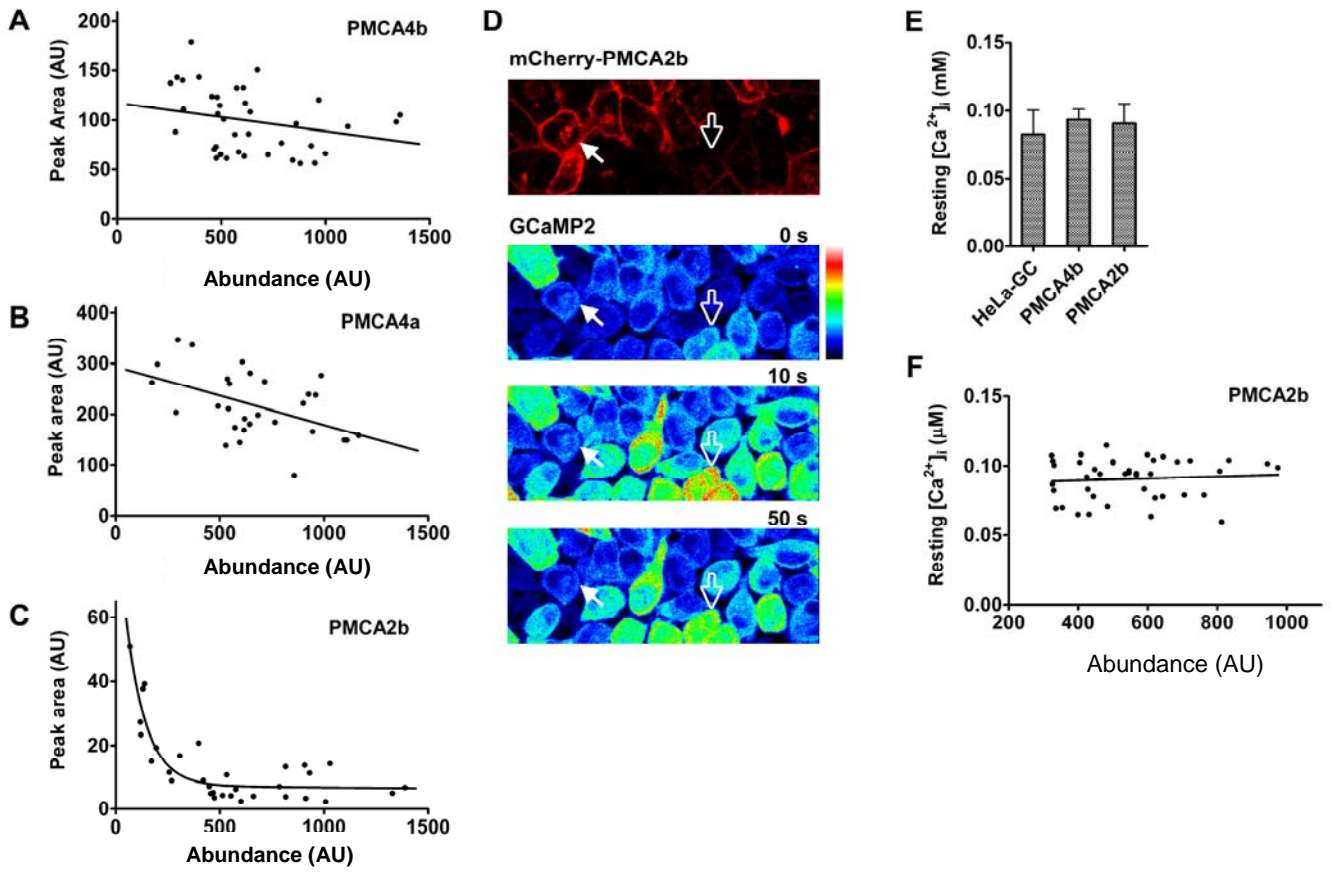 A
PMCA4b
Peak Area (AU)
200
150
100
50
0
0 500 1000 1500
Abundance (AU)
B
PMCA4a
Peak area (AU)
400
300
200
100
0
0 500 1000 1500
Abundance (AU)
C
PMCA2b
Peak area (AU)
60
40
20
0
0 500 1000 1500
Abundance (AU)
D
mCherry-PMCA2b
GCaMP2
0 s
10 s
50 s
E
Resting [Ca²⁺]ᵢ (mM)
0.15
0.10
0.05
0.00
HeLa-GC
PMCA4b
PMCA2b
F
PMCA2b
Resting [Ca²⁺]ᵢ (µM)
0.15
0.10
0.05
0.00
200 400 600 800 1000
Abundance (AU)